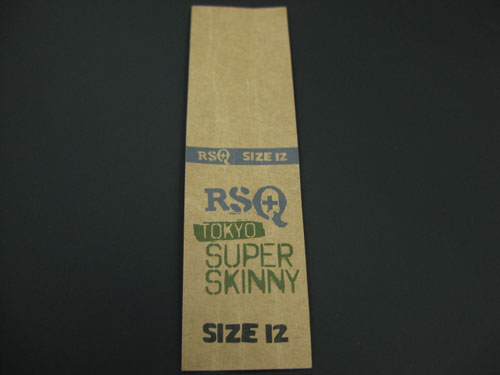 RSQ SIZE 12
RSQ
TOKYO
SUPER
SKINNY
SIZE 12